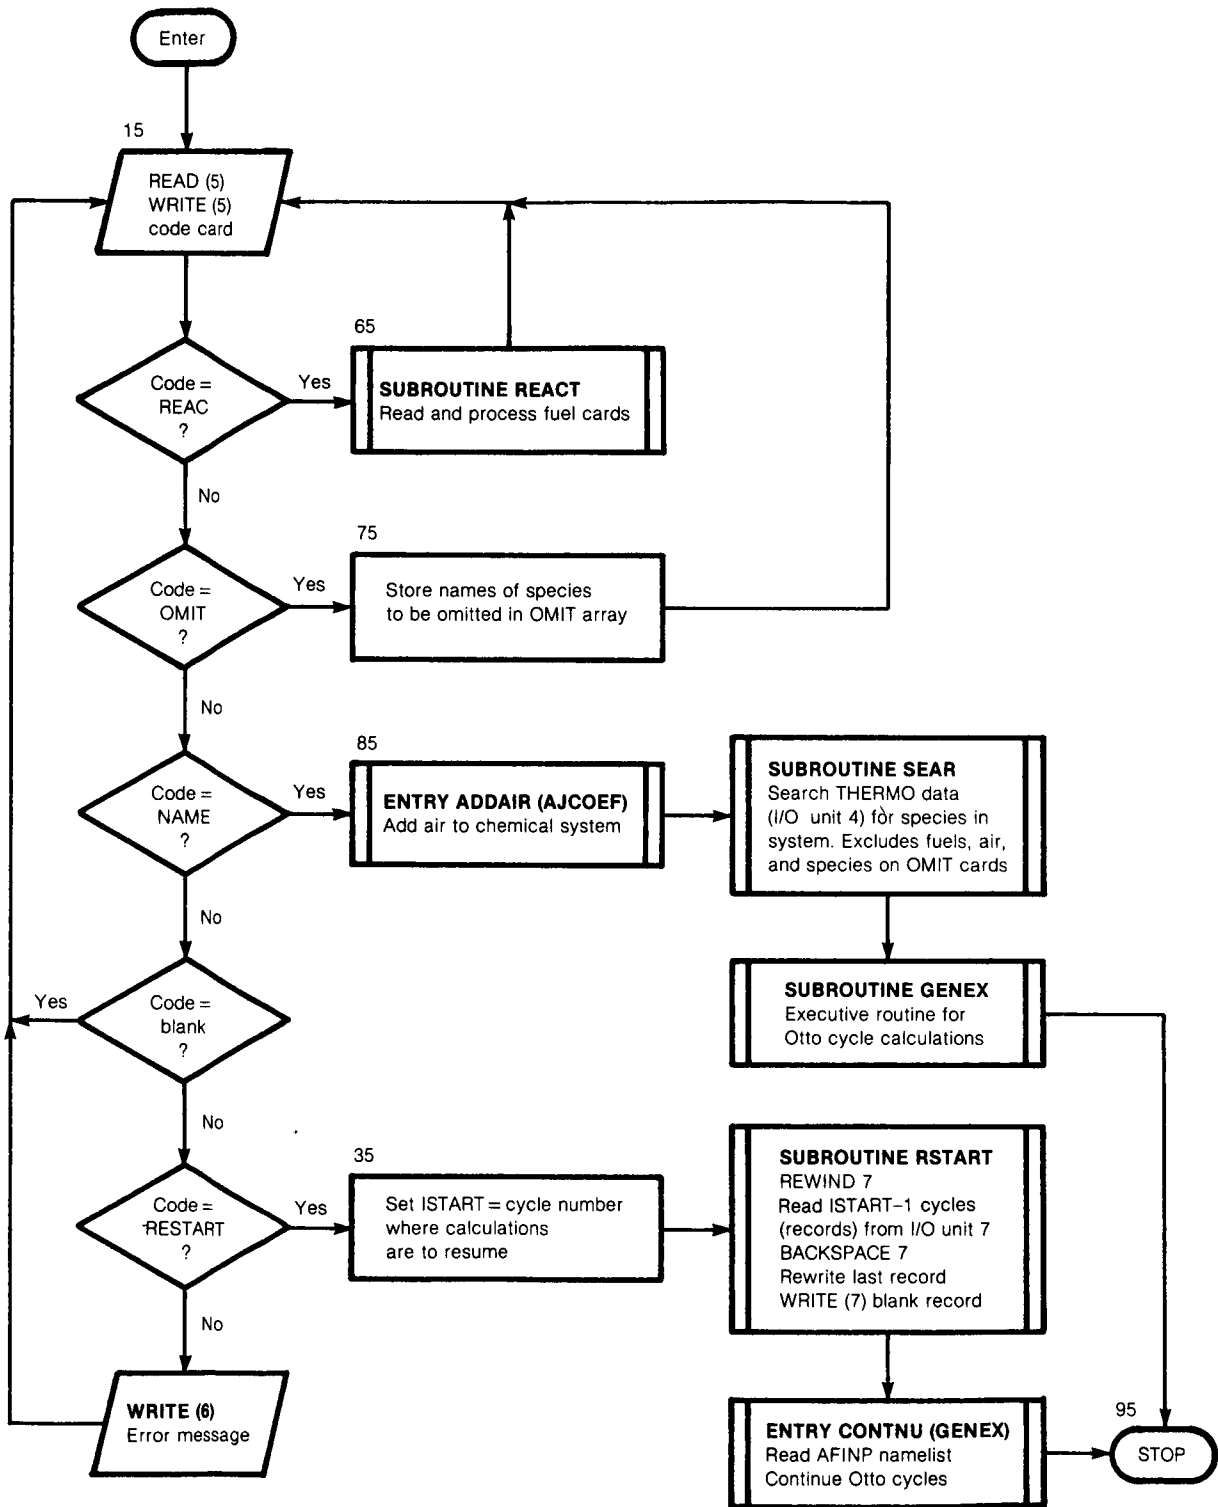 Enter
15
READ (5)
WRITE (5)
code card
65
Code =
REAC
?
Yes
SUBROUTINE REACT
Read and process fuel cards
No
75
Code =
OMIT
?
Yes
Store names of species
to be omitted in OMIT array
No
85
Code =
NAME
?
Yes
ENTRY ADDAIR (AJCOEF)
Add air to chemical system
SUBROUTINE SEAR
Search THERMO data
(I/O unit 4) for species in
system. Excludes fuels, air,
and species on OMIT cards
No
Yes
Code =
blank
?
SUBROUTINE GENEX
Executive routine for
Otto cycle calculations
No
35
Code =
RESTART
?
Yes
Set ISTART = cycle number
where calculations
are to resume
SUBROUTINE RSTART
REWIND 7
Read ISTART–1 cycles
(records) from I/O unit 7
BACKSPACE 7
Rewrite last record
WRITE (7) blank record
No
WRITE (6)
Error message
ENTRY CONTNU (GENEX)
Read AFINP namelist
Continue Otto cycles
95
STOP